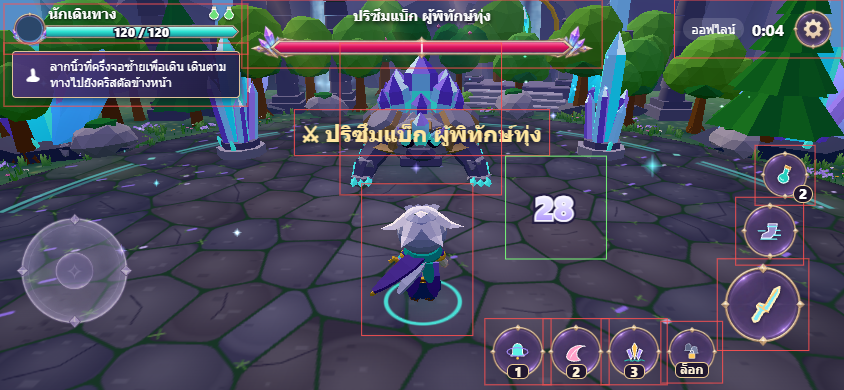 นักเดินทาง
120 / 120
ปริซึมแบ็ก ผู้พิทักษ์ทุ่ง
ออฟไลน์ 0:04
ลากนิ้วที่ครึ่งจอซ้ายเพื่อเดิน เดินตาม
ทางไปยังคริสตัลข้างหน้า
ปริซึมแบ็ก ผู้พิทักษ์ทุ่ง
28
2
1
2
3
ล็อก